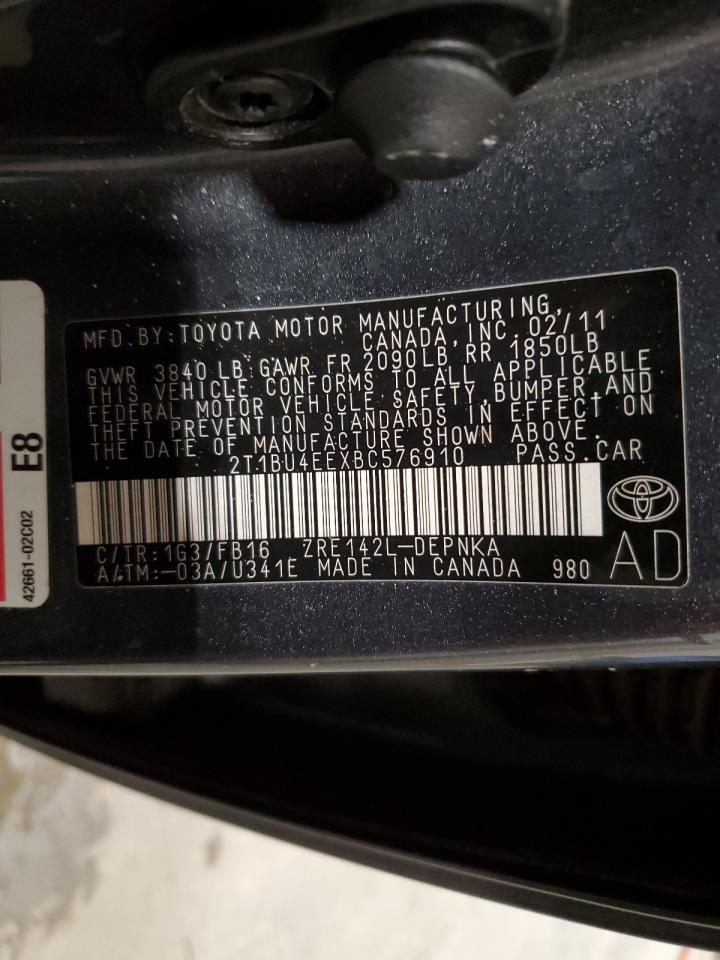 MFD. BY: TOYOTA MOTOR MANUFACTURING,
CANADA, INC. 02/11
GVWR 3840 LB GAWR FR 2090LB RR 1850LB
THIS VEHICLE CONFORMS TO ALL APPLICABLE
FEDERAL MOTOR VEHICLE SAFETY, BUMPER, AND
THEFT PREVENTION STANDARDS IN EFFECT ON
THE DATE OF MANUFACTURE SHOWN ABOVE.
2T1BU4EEXBC576910 PASS. CAR
C/TR: 1G3/FB16 ZRE142L-DEPNKA
A/TM: -03A/U341E MADE IN CANADA 980
AD
E8
42661-02C02